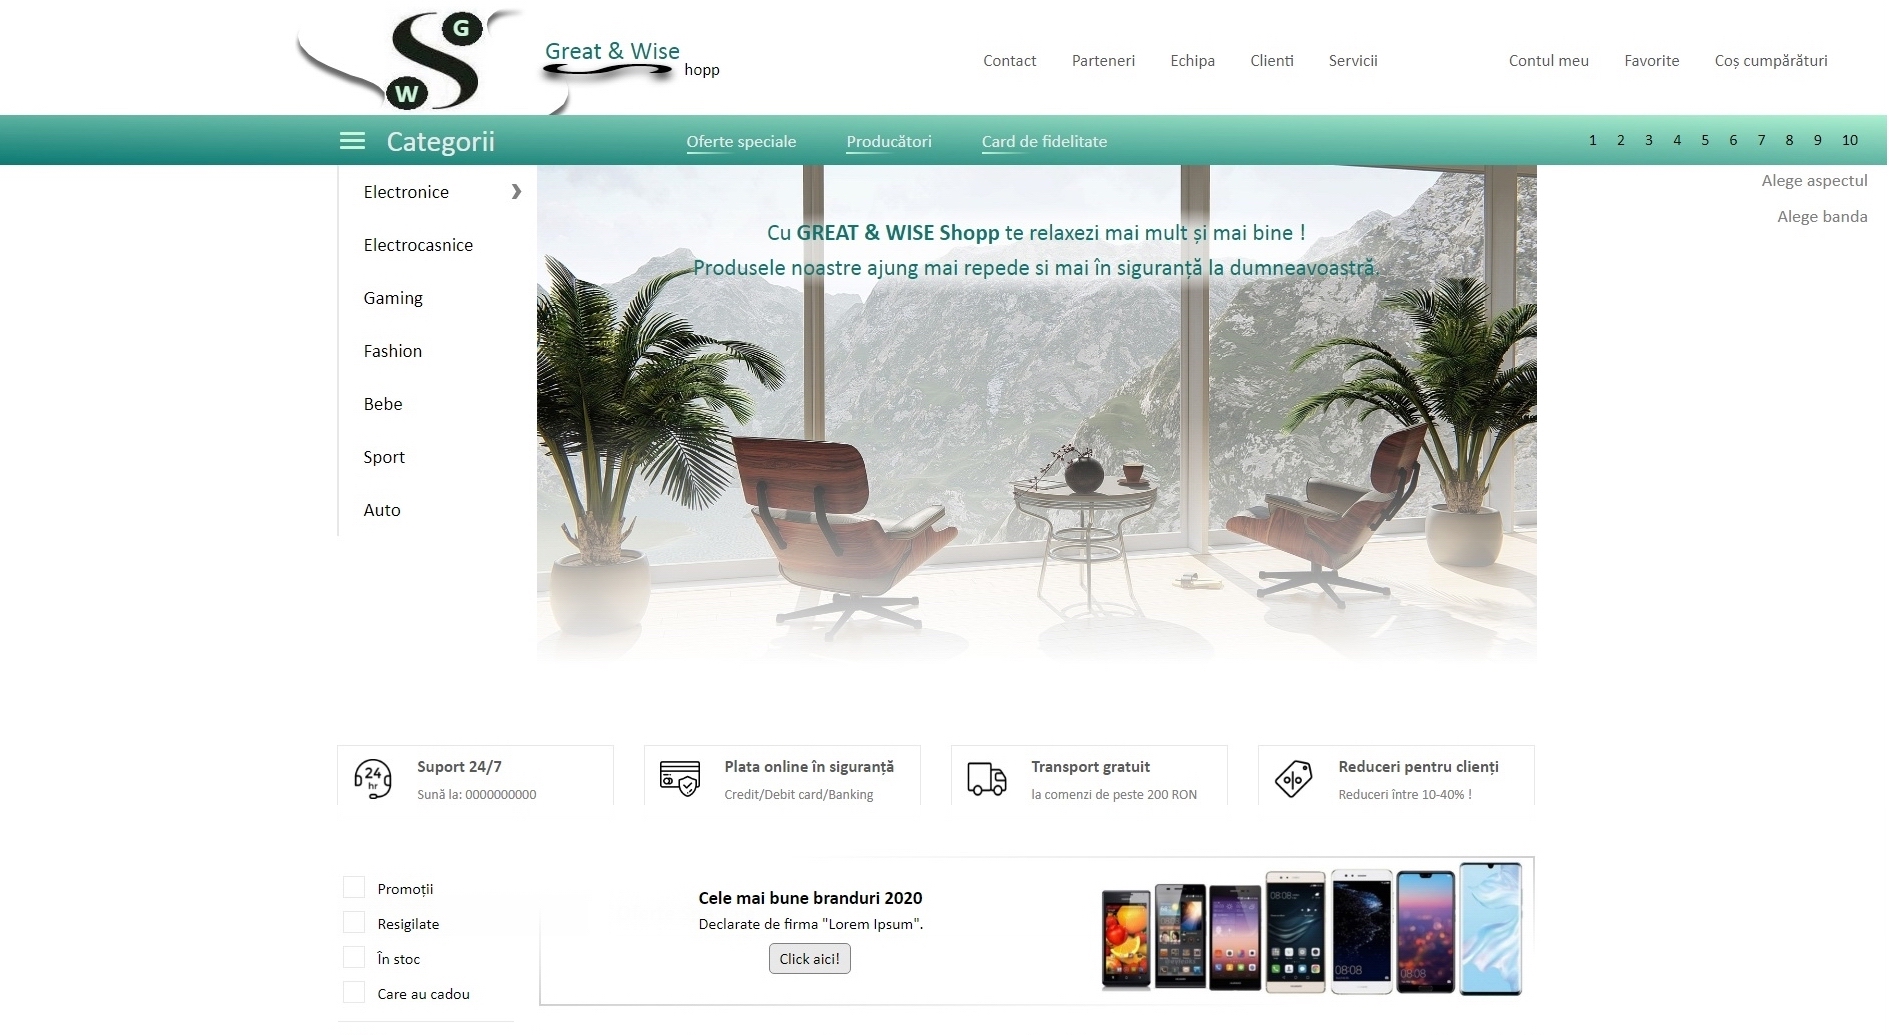 G
W
Great & Wise
hopp
Contact Parteneri Echipa Clienti Servicii Contul meu Favorite Coș cumpărături
Categorii Oferte speciale Producători Card de fidelitate 1 2 3 4 5 6 7 8 9 10
Alege aspectul
Alege banda
Electronice
Electrocasnice
Gaming
Fashion
Bebe
Sport
Auto
Cu GREAT & WISE Shopp te relaxezi mai mult și mai bine !
Produsele noastre ajung mai repede si mai în siguranță la dumneavoastră.
24
hr
Suport 24/7
Sună la: 0000000000
Plata online în siguranță
Credit/Debit card/Banking
Transport gratuit
la comenzi de peste 200 RON
Reduceri pentru clienți
Reduceri între 10-40% !
Promoții
Resigilate
În stoc
Care au cadou
Cele mai bune branduri 2020
Declarate de firma "Lorem Ipsum".
Click aici!
08:08
08:08
08:08